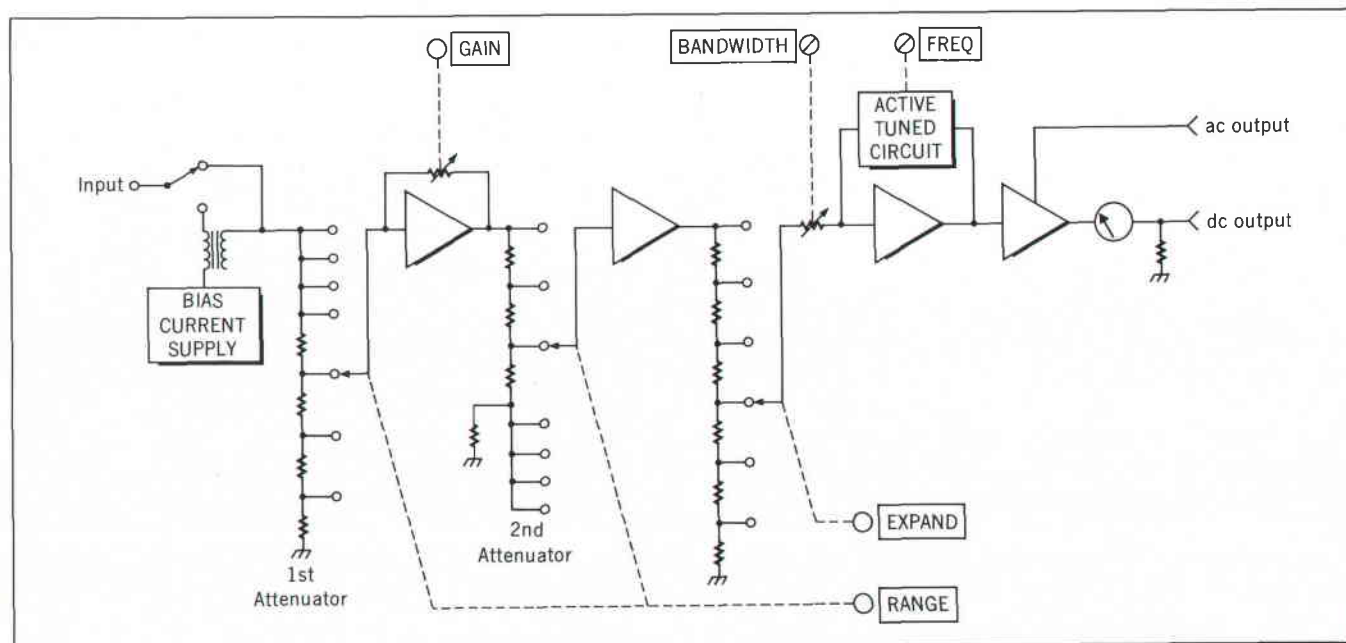 GAIN
BANDWIDTH
FREQ
ACTIVE
TUNED
CIRCUIT
ac output
Input
dc output
BIAS
CURRENT
SUPPLY
EXPAND
2nd
Attenuator
1st
Attenuator
RANGE